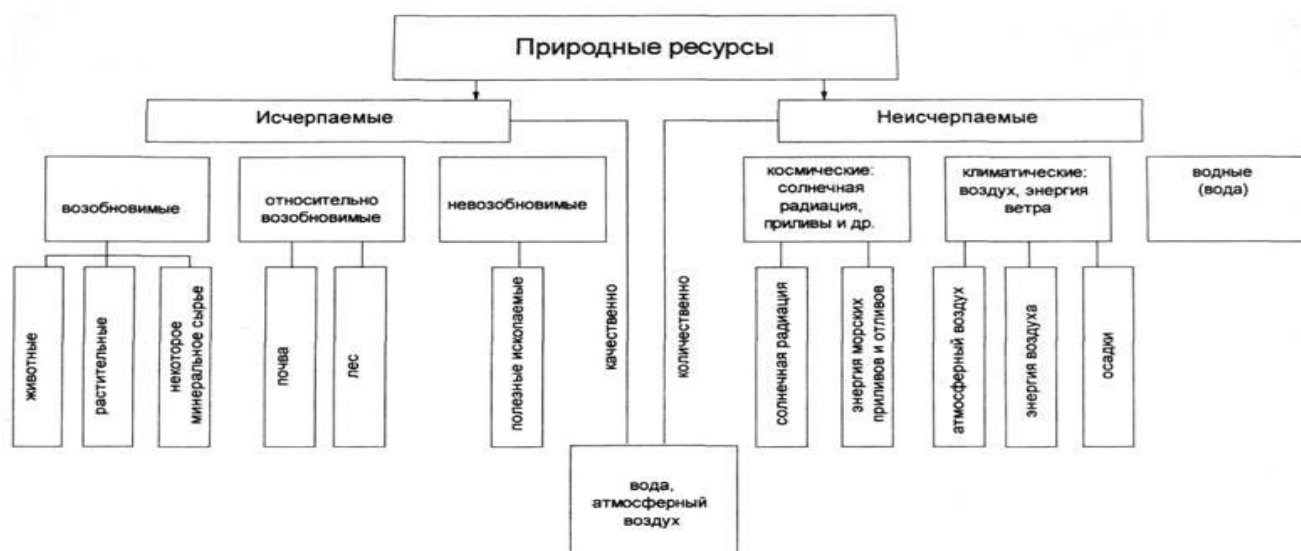 Природные ресурсы
Исчерпаемые
Неисчерпаемые
возобновимые
относительно
возобновимые
невозобновимые
космические:
солнечная
радиация,
приливы и др.
климатические:
воздух, энергия
ветра
водные
(вода)
животные
растительные
некоторое
минеральное сырье
почва
лес
полезные ископаемые
качественно
количественно
солнечная радиация
энергия морских
приливов и отливов
атмосферный воздух
энергия воздуха
осадки
вода,
атмосферный
воздух